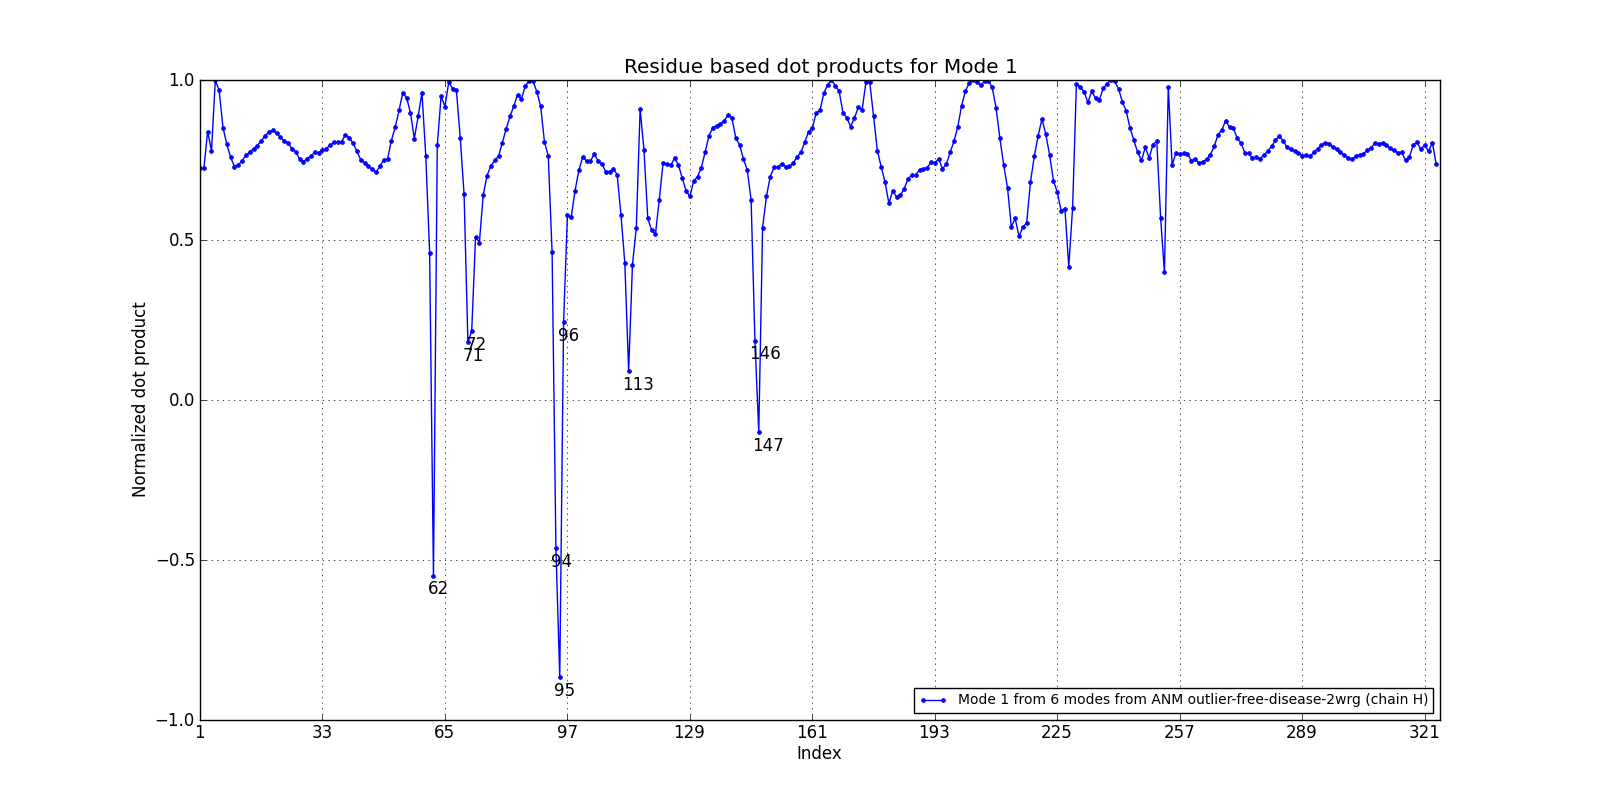 Residue based dot products for Mode 1
1.0
0.5
0.0
−0.5
−1.0
Normalized dot product
72
71
96
146
113
147
94
62
95
Mode 1 from 6 modes from ANM outlier-free-disease-2wrg (chain H)
1 33 65 97 129 161 193 225 257 289 321
Index